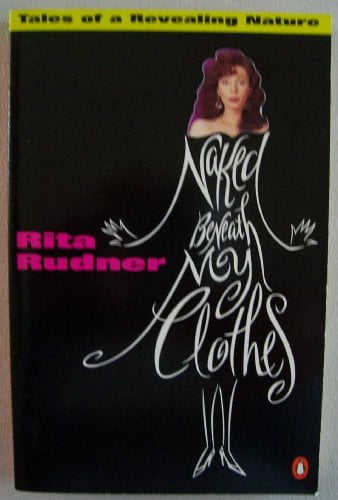 Tales of a Revealing Nature
Rita
Rudner
Naked
Beneath
My
Clothes